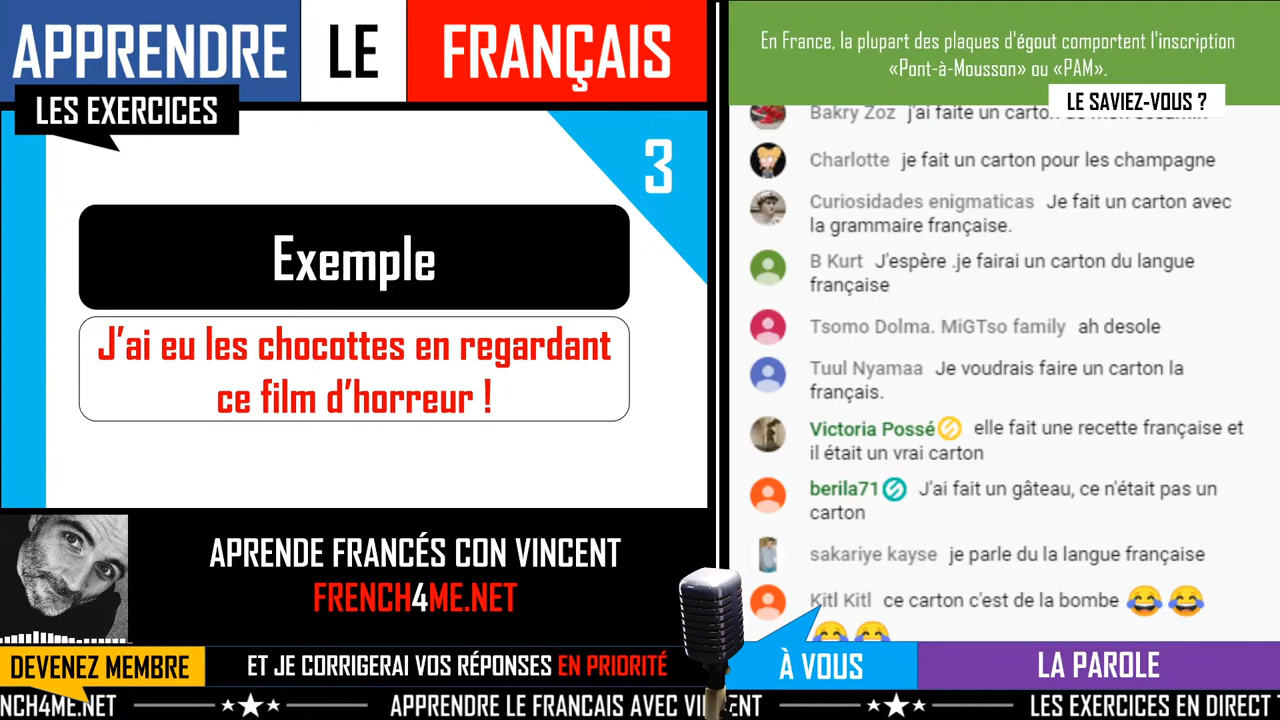 APPRENDRE LE FRANÇAIS
LES EXERCICES
3
Exemple
J'ai eu les chocottes en regardant
ce film d'horreur !
APRENDE FRANCÉS CON VINCENT
FRENCH4ME.NET
DEVENEZ MEMBRE
ET JE CORRIGERAI VOS RÉPONSES EN PRIORITÉ
En France, la plupart des plaques d'égout comportent l'inscription
«Pont-à-Mousson» ou «PAM».
LE SAVIEZ-VOUS ?
Bakry Zoz j'ai faite un carton
Charlotte je fait un carton pour les champagne
Curiosidades enigmaticas Je fait un carton avec
la grammaire française.
B Kurt J'espère .je fairai un carton du langue
française
Tsomo Dolma. MiGTso family ah desole
Tuul Nyamaa Je voudrais faire un carton la
français.
Victoria Possé elle fait une recette française et
il était un vrai carton
berila71 J'ai fait un gâteau, ce n'était pas un
carton
sakariye kayse je parle du la langue française
Kitl Kitl ce carton c'est de la bombe 😂😂
😂😂
À VOUS
LA PAROLE
NCH4ME.NET APPRENDRE LE FRANCAIS AVEC VINCENT LES EXERCICES EN DIRECT